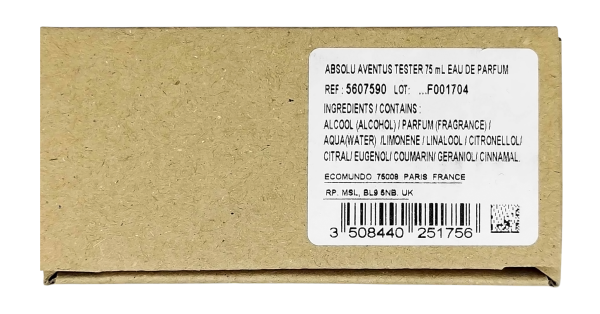 ABSOLU AVENTUS TESTER 75 mL EAU DE PARFUM
REF : 5607590 LOT: ...F001704
INGREDIENTS / CONTAINS :
ALCOOL (ALCOHOL) / PARFUM (FRAGRANCE) /
AQUA(WATER) /LIMONENE / LINALOOL / CITRONELLOL/
CITRAL/ EUGENOL/ COUMARIN/ GERANIOL/ CINNAMAL.
ECOMUNDO 75008 PARIS FRANCE
RP. MSL, BL9 5NB. UK
3 508440 251756